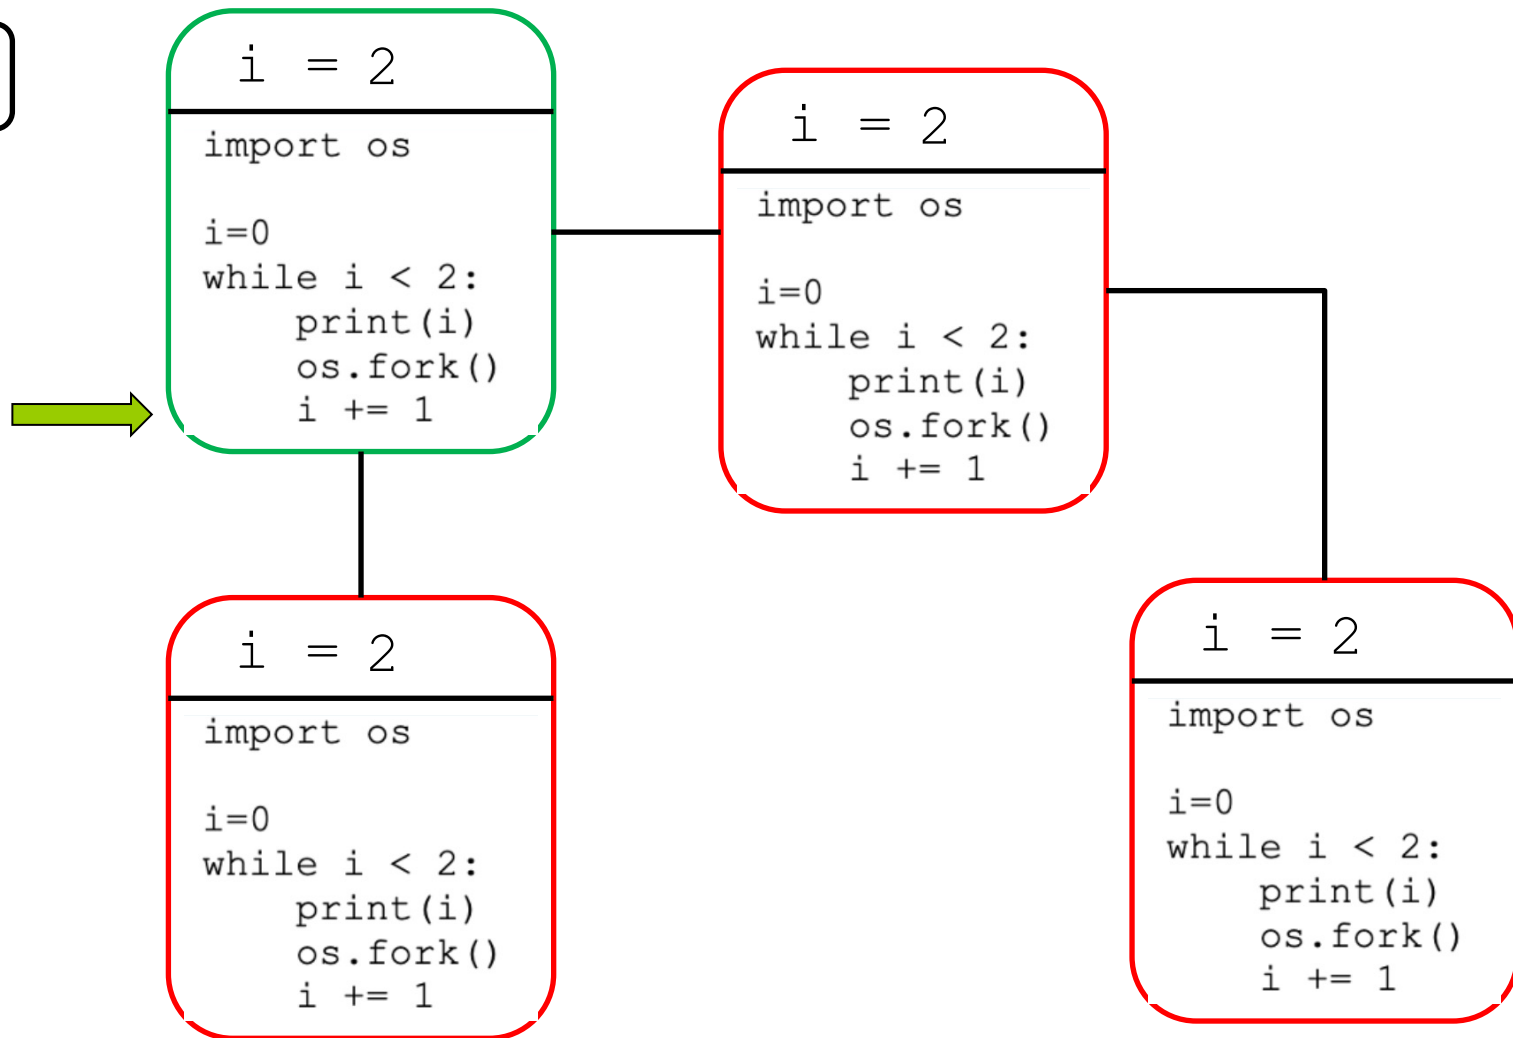 i = 2
import os
i=0
while i < 2:
print(i)
os.fork()
i += 1
i = 2
import os
i=0
while i < 2:
print(i)
os.fork()
i += 1
i = 2
import os
i=0
while i < 2:
print(i)
os.fork()
i += 1
i = 2
import os
i=0
while i < 2:
print(i)
os.fork()
i += 1